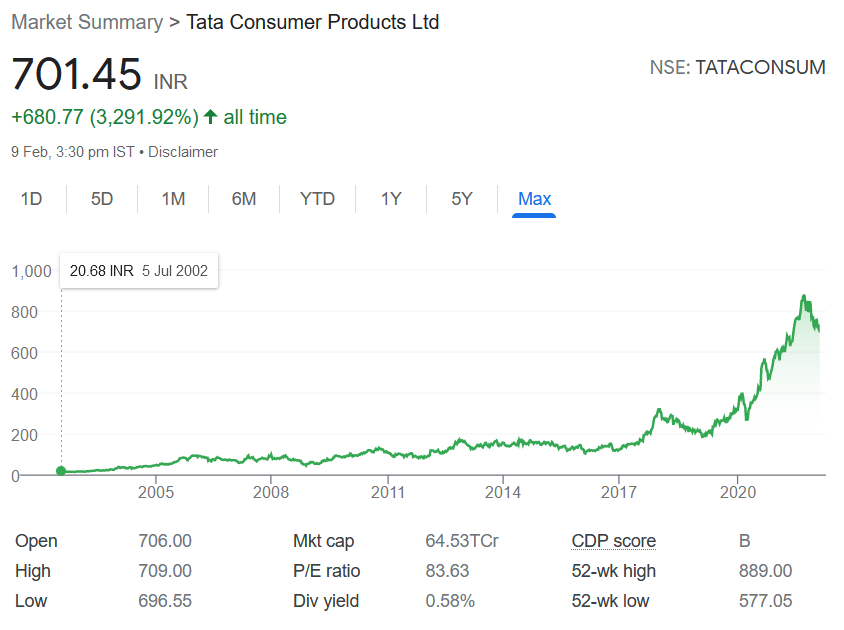 Market Summary > Tata Consumer Products Ltd
701.45 INR
NSE: TATACONSUM
+680.77 (3,291.92%) ↑ all time
9 Feb, 3:30 pm IST • Disclaimer
1D 5D 1M 6M YTD 1Y 5Y Max
20.68 INR 5 Jul 2002
1,000
800
600
400
200
0
2005 2008 2011 2014 2017 2020
Open 706.00 Mkt cap 64.53TCr CDP score B
High 709.00 P/E ratio 83.63 52-wk high 889.00
Low 696.55 Div yield 0.58% 52-wk low 577.05